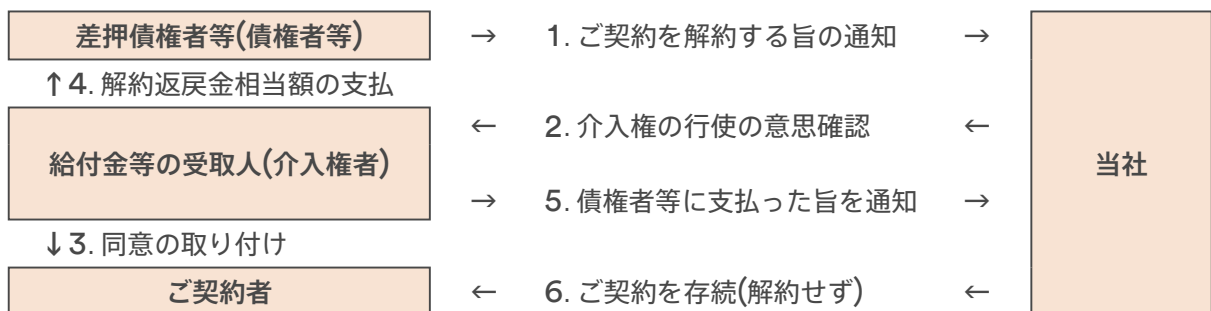 差押債権者等(債権者等) → 1. ご契約を解約する旨の通知 →
↑4. 解約返戻金相当額の支払
← 2. 介入権の行使の意思確認 ←
給付金等の受取人(介入権者) 当社
→ 5. 債権者等に支払った旨を通知 →
↓3. 同意の取り付け
ご契約者 ← 6. ご契約を存続(解約せず) ←